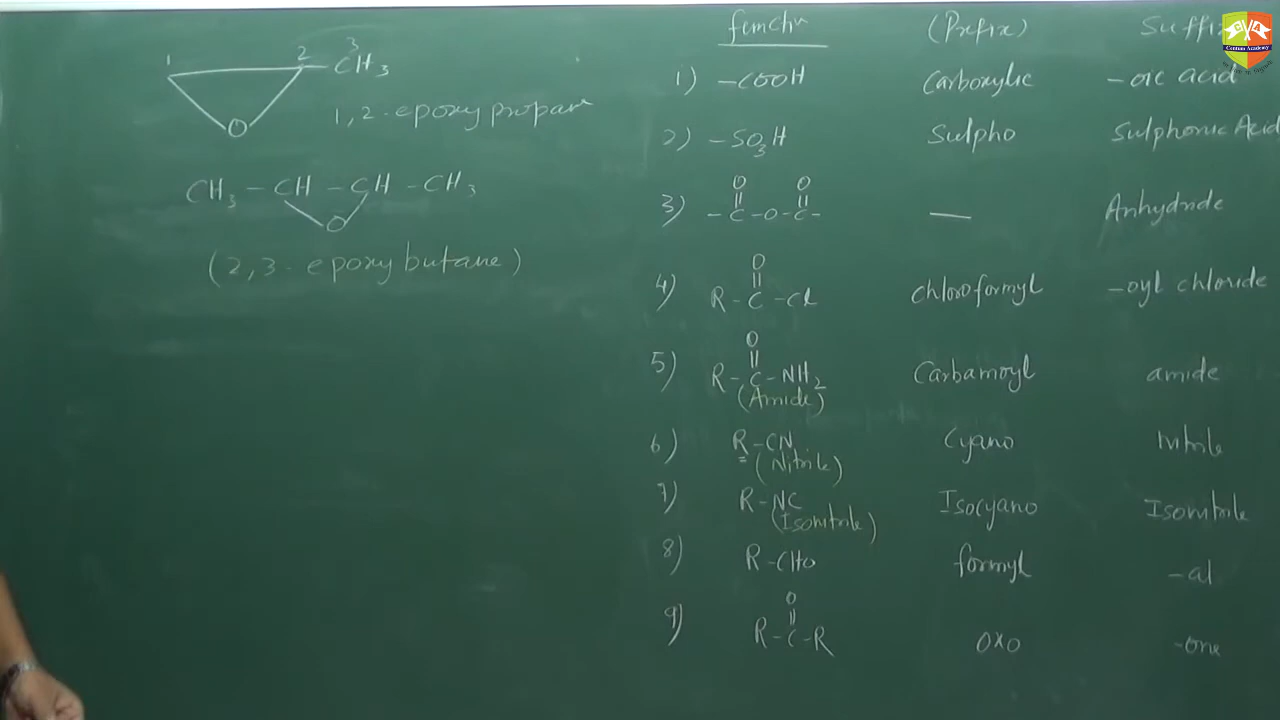 1 2 3 CH3
O
1,2-epoxy propane
CH3 - CH - CH - CH3
O
(2,3-epoxy butane)
functn (Prefix) Suffix
1) -COOH Carboxylic -oic acid
2) -SO3H Sulpho Sulphonic Acid
O O
3) -C-O-C- — Anhydride
O
4) R-C-Cl chloroformyl -oyl chloride
O
5) R-C-NH2 Carbamoyl amide
(Amide)
6) R-CN Cyano Nitrile
(Nitrile)
7) R-NC Isocyano Isonitrile
(Isonitrile)
8) R-CHO formyl -al
O
9) R-C-R oxo -one
Centum Academy